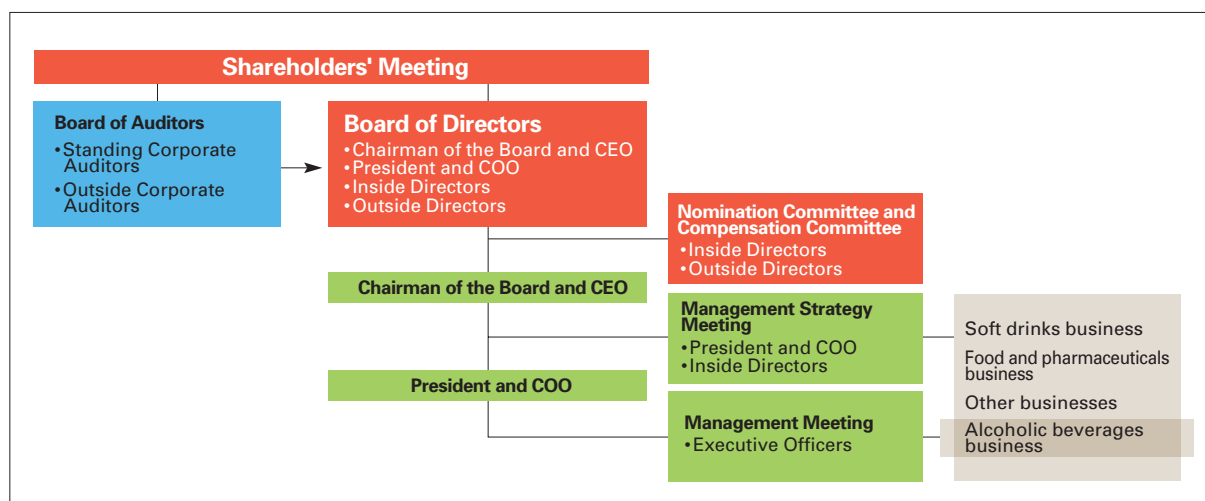 Shareholders' Meeting
Board of Auditors
•Standing Corporate
Auditors
•Outside Corporate
Auditors
Board of Directors
•Chairman of the Board and CEO
•President and COO
•Inside Directors
•Outside Directors
Nomination Committee and
Compensation Committee
•Inside Directors
•Outside Directors
Chairman of the Board and CEO
Management Strategy
Meeting
•President and COO
•Inside Directors
Soft drinks business
Food and pharmaceuticals
business
Other businesses
Alcoholic beverages
business
President and COO
Management Meeting
•Executive Officers